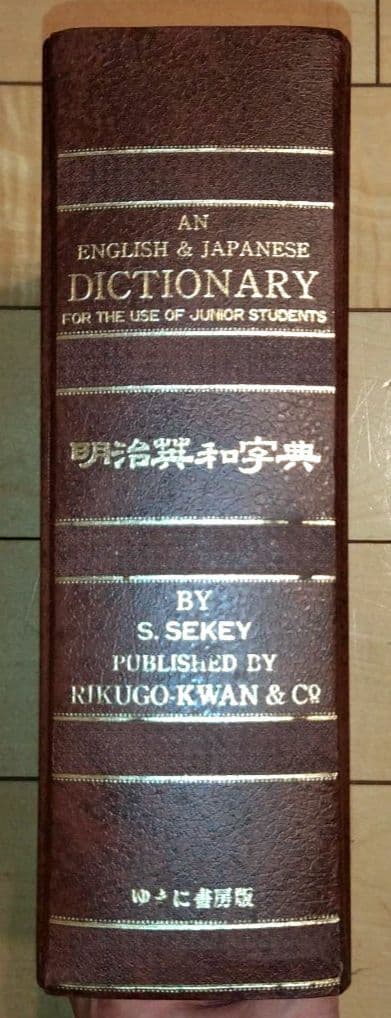 AN
ENGLISH & JAPANESE
DICTIONARY
FOR THE USE OF JUNIOR STUDENTS
明治英和字典
BY
S. SEKEY
PUBLISHED BY
RIKUGO-KWAN & Cọ
ゆまに書房版